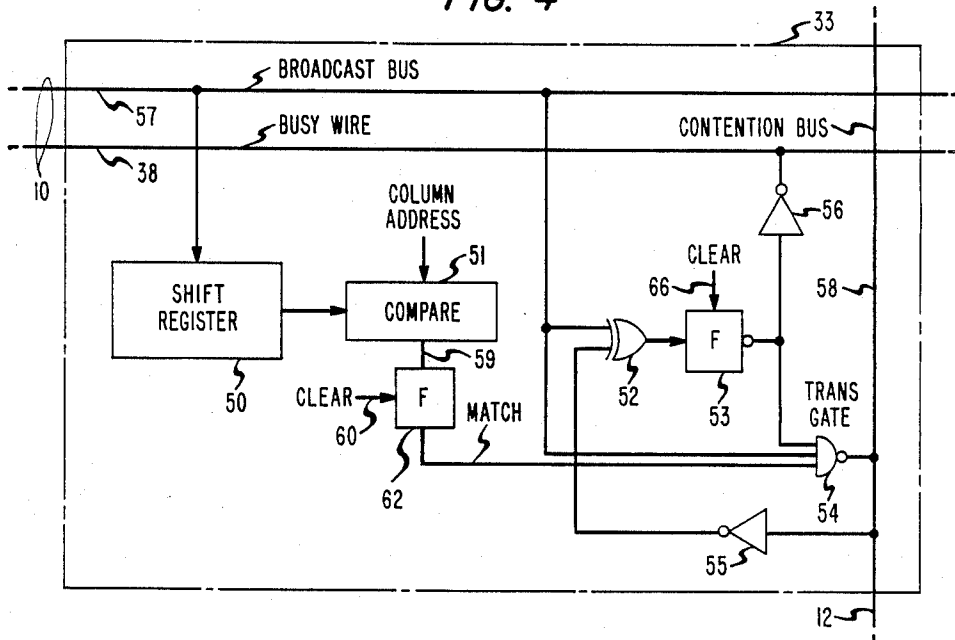 FIG. 4
33
BROADCAST BUS
57
BUSY WIRE
CONTENTION BUS
38
10
COLUMN
ADDRESS
56
51
CLEAR
58
SHIFT
REGISTER
COMPARE
66
F
59
52
53
TRANS
GATE
50
CLEAR
F
MATCH
60
62
54
55
12